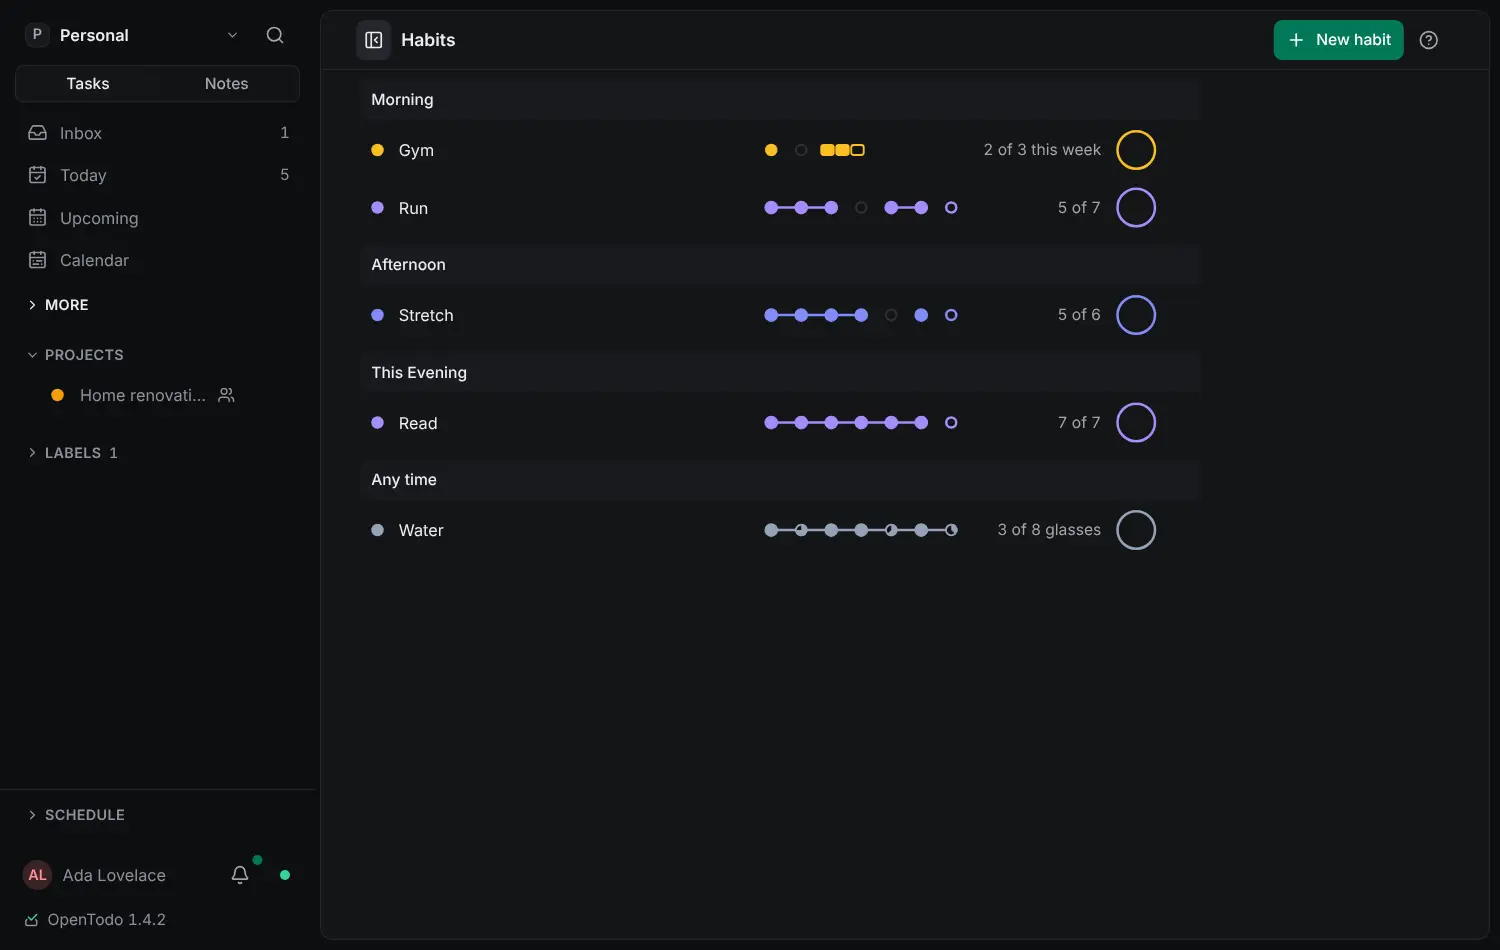 P Personal
Tasks Notes
Inbox 1
Today 5
Upcoming
Calendar
MORE
PROJECTS
Home renovati...
LABELS 1
SCHEDULE
AL Ada Lovelace
OpenTodo 1.4.2
Habits
New habit
Morning
Gym 2 of 3 this week
Run 5 of 7
Afternoon
Stretch 5 of 6
This Evening
Read 7 of 7
Any time
Water 3 of 8 glasses